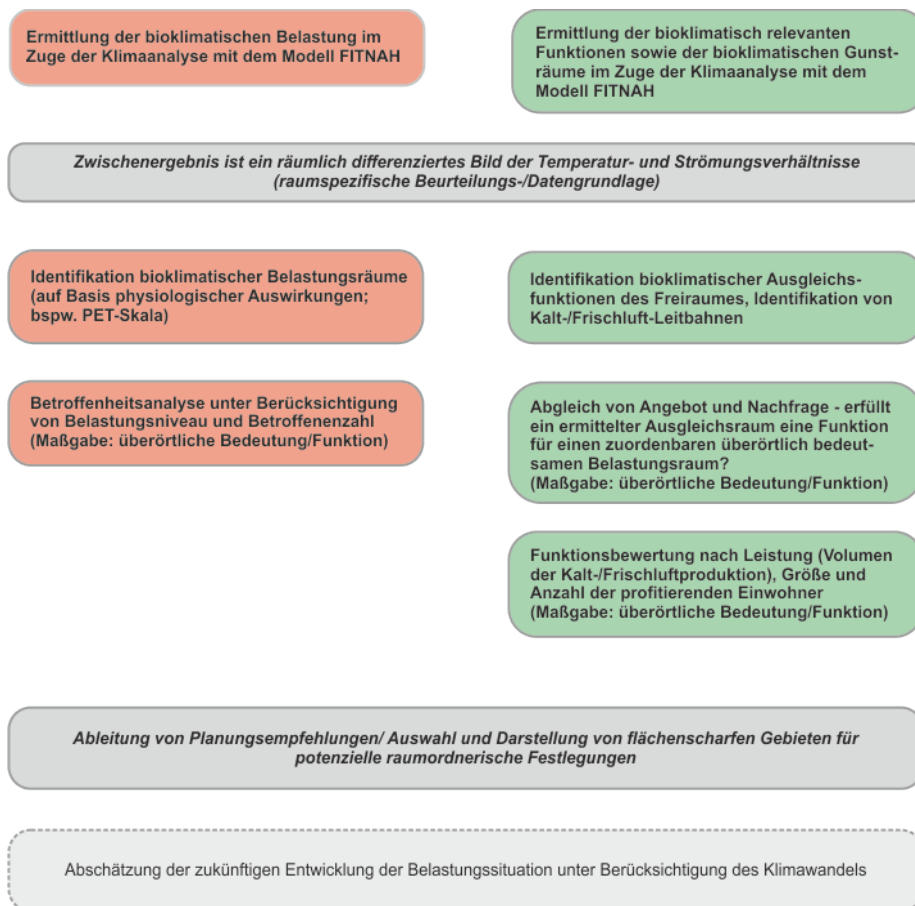 Ermittlung der bioklimatischen Belastung im
Zuge der Klimaanalyse mit dem Modell FITNAH
Ermittlung der bioklimatisch relevanten
Funktionen sowie der bioklimatischen Gunst-
räume im Zuge der Klimaanalyse mit dem
Modell FITNAH
Zwischenergebnis ist ein räumlich differenziertes Bild der Temperatur- und Strömungsverhältnisse
(raumspezifische Beurteilungs-/Datengrundlage)
Identifikation bioklimatischer Belastungsräume
(auf Basis physiologischer Auswirkungen;
bspw. PET-Skala)
Identifikation bioklimatischer Ausgleichs-
funktionen des Freiraumes, Identifikation von
Kalt-/Frischluft-Leitbahnen
Betroffenheitsanalyse unter Berücksichtigung
von Belastungsniveau und Betroffenenzahl
(Maßgabe: überörtliche Bedeutung/Funktion)
Abgleich von Angebot und Nachfrage - erfüllt
ein ermittelter Ausgleichsraum eine Funktion
für einen zuordenbaren überörtlich bedeut-
samen Belastungsraum?
(Maßgabe: überörtliche Bedeutung/Funktion)
Funktionsbewertung nach Leistung (Volumen
der Kalt-/Frischluftproduktion), Größe und
Anzahl der profitierenden Einwohner
(Maßgabe: überörtliche Bedeutung/Funktion)
Ableitung von Planungsempfehlungen/ Auswahl und Darstellung von flächenscharfen Gebieten für
potenzielle raumordnerische Festlegungen
Abschätzung der zukünftigen Entwicklung der Belastungssituation unter Berücksichtigung des Klimawandels